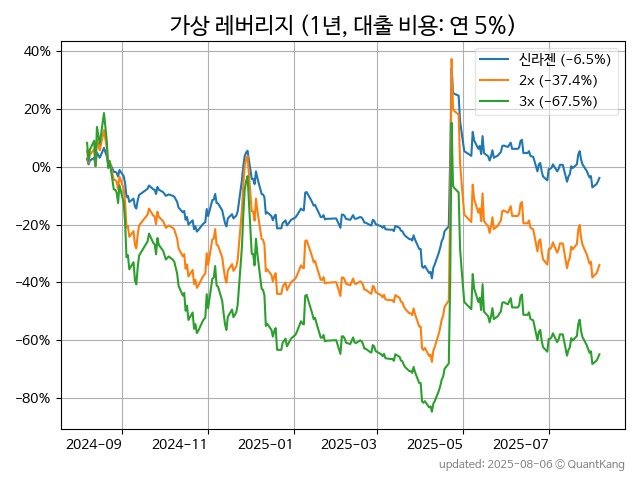 가상 레버리지 (1년, 대출 비용: 연 5%)
신라젠 (−6.5%)
2x (−37.4%)
3x (−67.5%)
40%
20%
0%
−20%
−40%
−60%
−80%
2024-09
2024-11
2025-01
2025-03
2025-05
2025-07
updated: 2025-08-06 © QuantKang